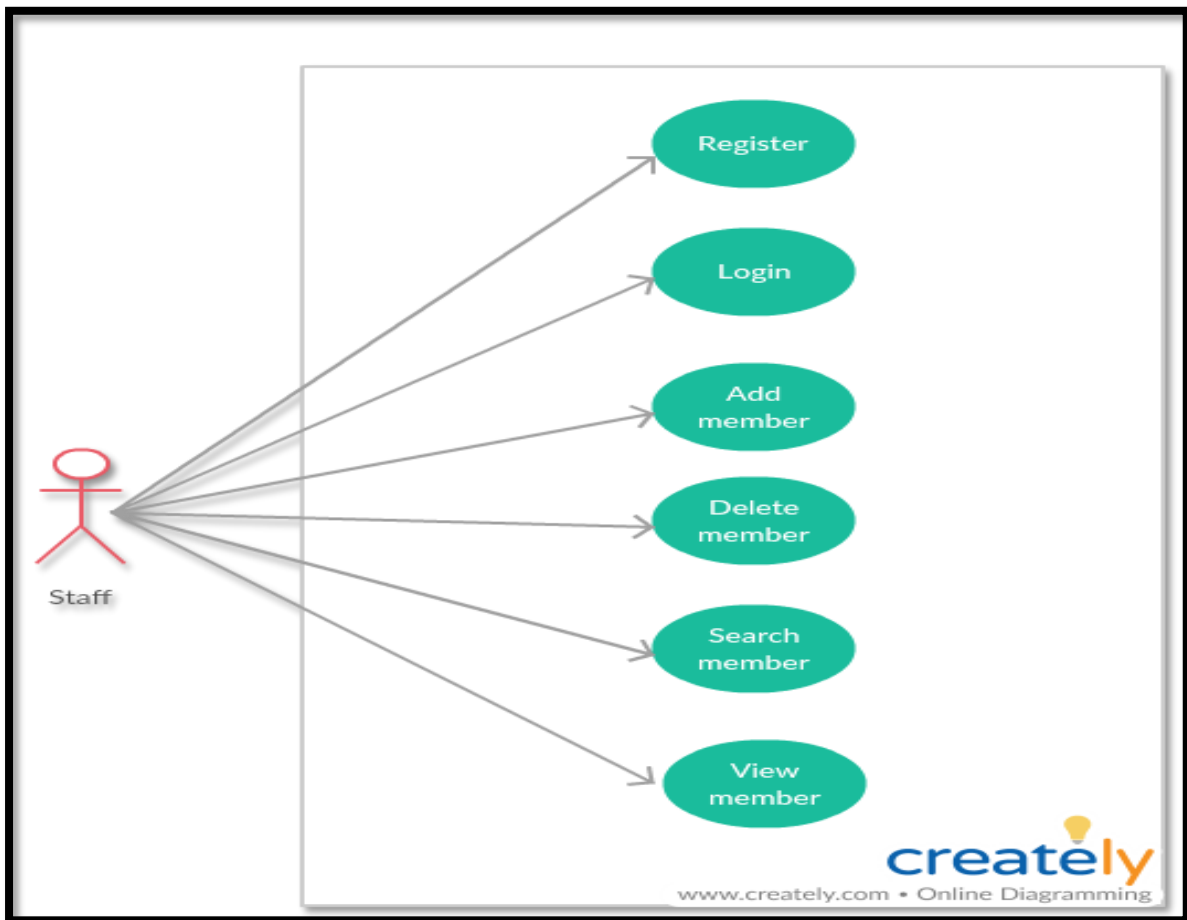 Register
Login
Add
member
Delete
member
Staff
Search
member
View
member
creately
www.creately.com • Online Diagramming